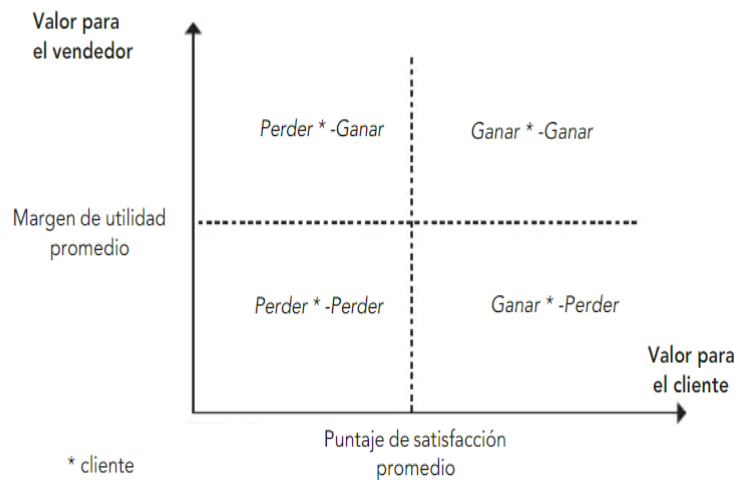 Valor para
el vendedor
Perder * -Ganar
Ganar * -Ganar
Margen de utilidad
promedio
Perder * -Perder
Ganar * -Perder
Valor para
el cliente
Puntaje de satisfacción
promedio
* cliente